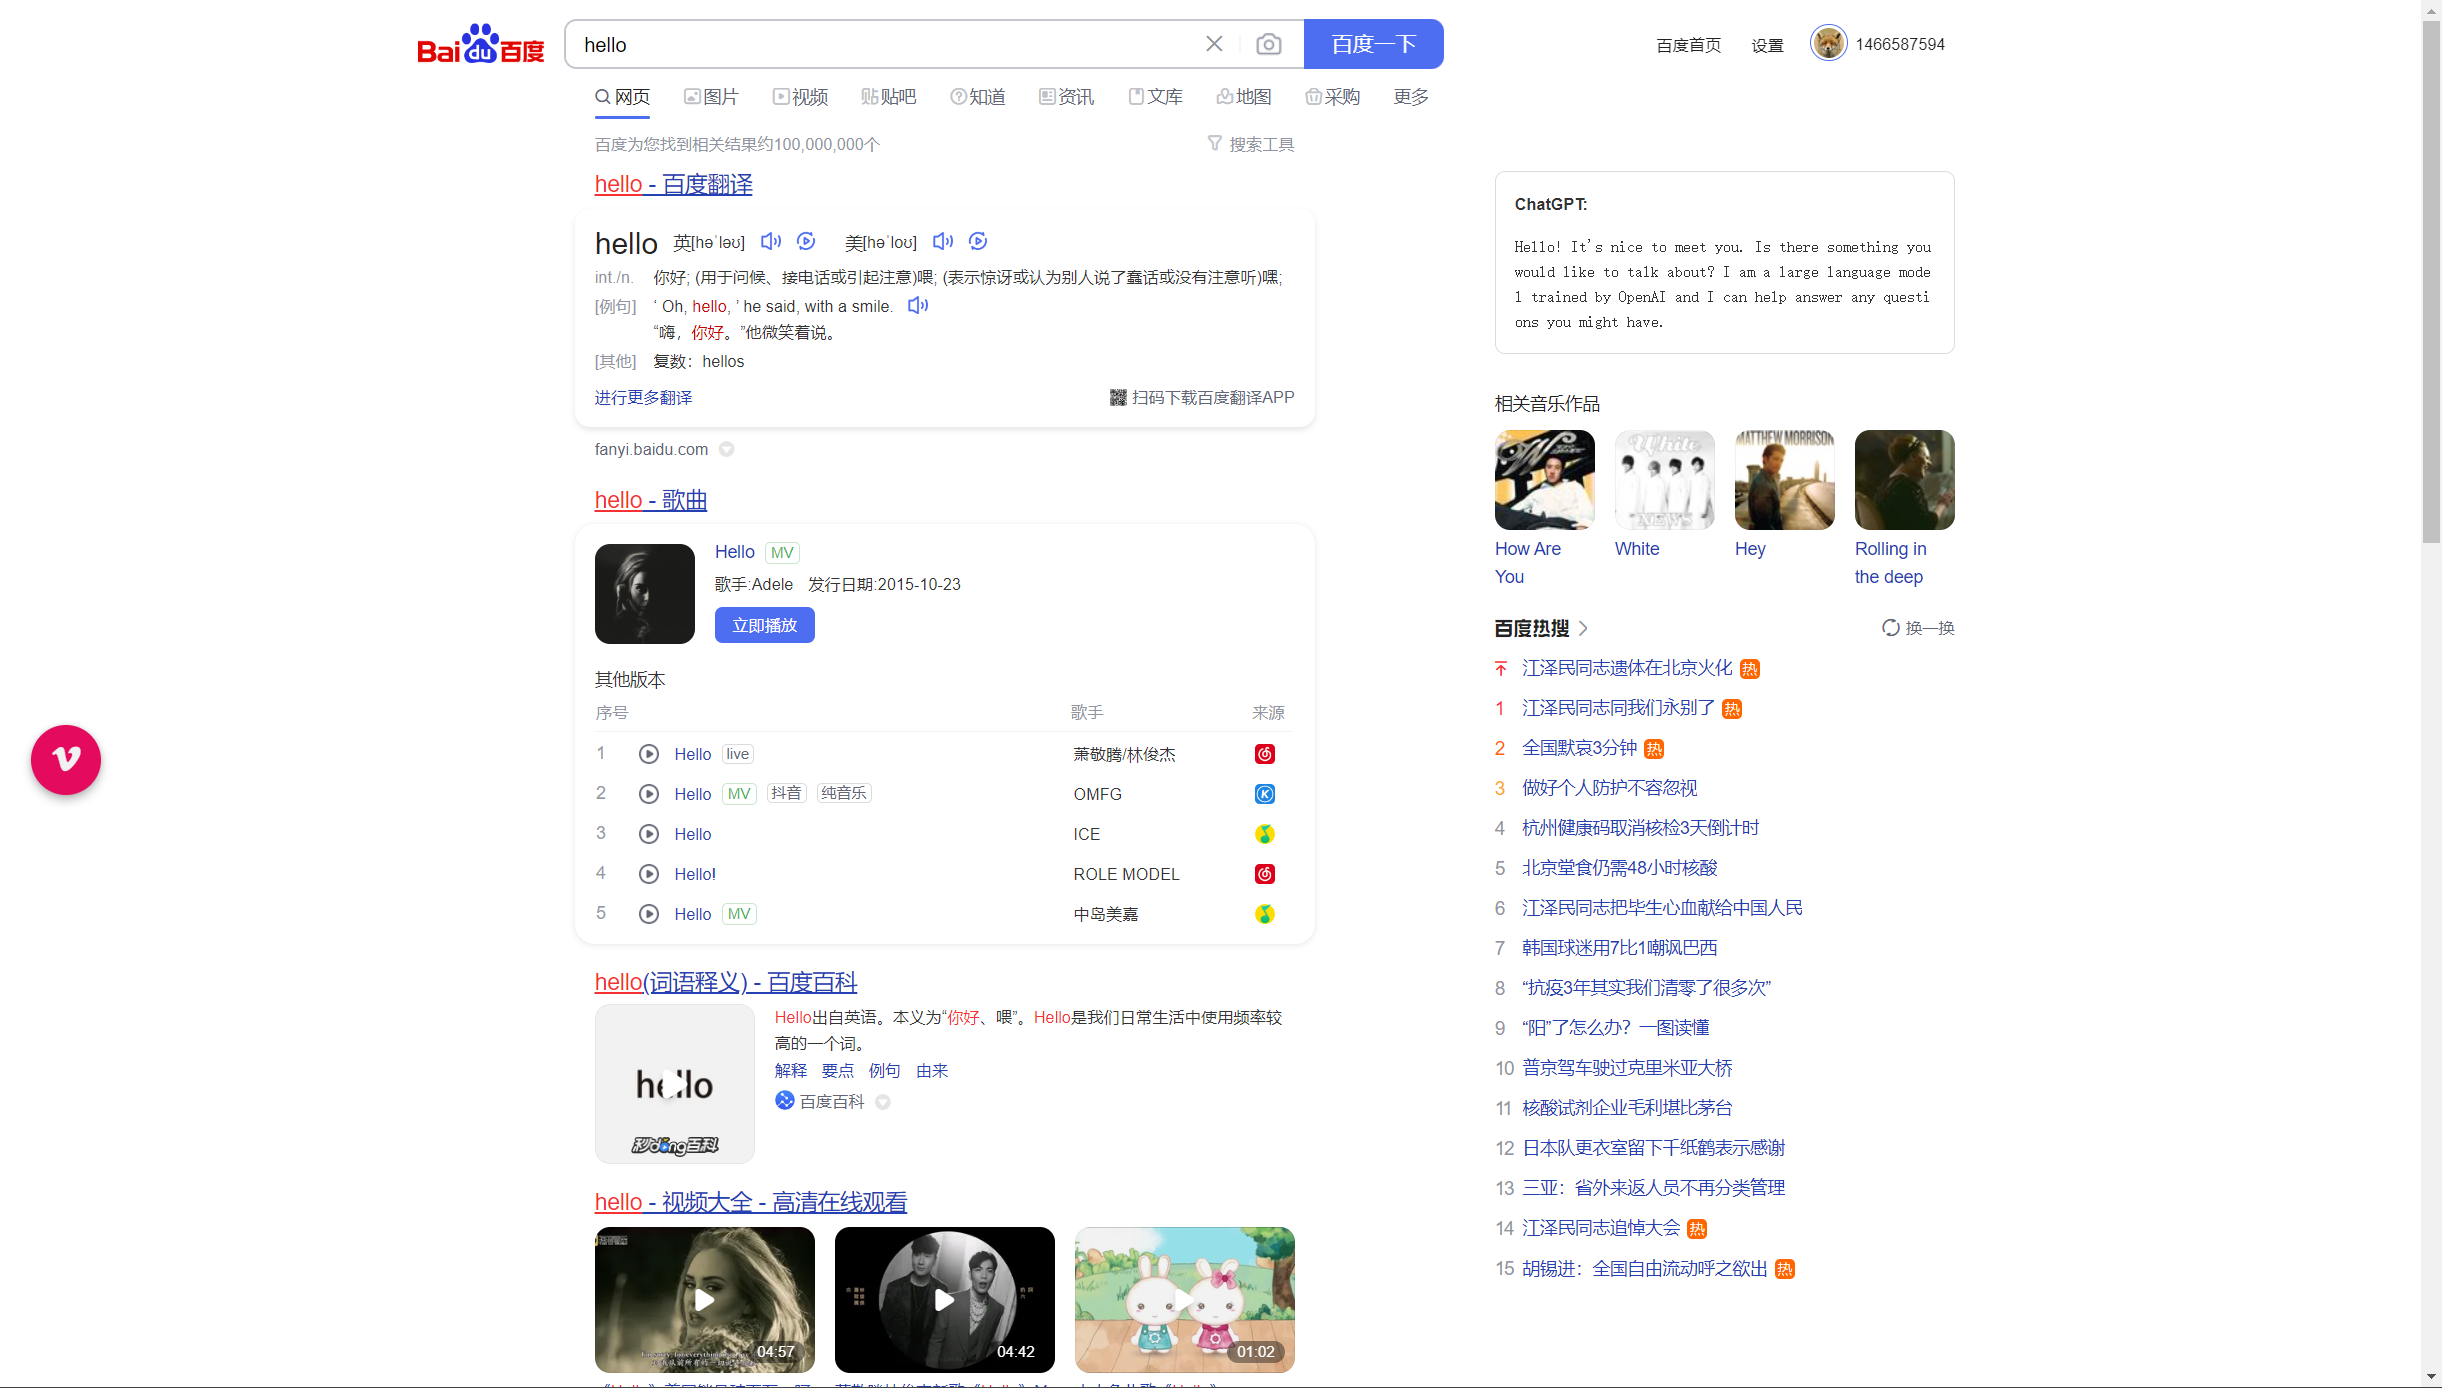 Bai du 百度
hello
百度一下
百度首页
设置
1466587594
网页
图片
视频
贴吧
知道
资讯
文库
地图
采购
更多
百度为您找到相关结果约100,000,000个
搜索工具
hello - 百度翻译
hello 英[həˈləʊ] 美[həˈloʊ]
int./n. 你好; (用于问候、接电话或引起注意)喂; (表示惊讶或认为别人说了蠢话或没有注意听)嘿;
[例句] ‘ Oh, hello, ’ he said, with a smile.
“嗨，你好。”他微笑着说。
[其他] 复数：hellos
进行更多翻译
扫码下载百度翻译APP
fanyi.baidu.com
hello - 歌曲
Hello MV
歌手:Adele 发行日期:2015-10-23
立即播放
其他版本
序号 歌手 来源
1 Hello live 萧敬腾/林俊杰
2 Hello MV 抖音 纯音乐 OMFG
3 Hello ICE
4 Hello! ROLE MODEL
5 Hello MV 中岛美嘉
hello(词语释义) - 百度百科
hello
秒dong百科
Hello出自英语。本义为“你好、喂”。Hello是我们日常生活中使用频率较
高的一个词。
解释 要点 例句 由来
百度百科
hello - 视频大全 - 高清在线观看
04:57
04:42
01:02
ChatGPT:
Hello! It's nice to meet you. Is there something you
would like to talk about? I am a large language mode
l trained by OpenAI and I can help answer any questi
ons you might have.
相关音乐作品
White
NEWS
MATTHEW MORRISON
How Are
You
White
Hey
Rolling in
the deep
百度热搜
换一换
江泽民同志遗体在北京火化 热
1 江泽民同志同我们永别了 热
2 全国默哀3分钟 热
3 做好个人防护不容忽视
4 杭州健康码取消核检3天倒计时
5 北京堂食仍需48小时核酸
6 江泽民同志把毕生心血献给中国人民
7 韩国球迷用7比1嘲讽巴西
8 “抗疫3年其实我们清零了很多次”
9 “阳”了怎么办？一图读懂
10 普京驾车驶过克里米亚大桥
11 核酸试剂企业毛利堪比茅台
12 日本队更衣室留下千纸鹤表示感谢
13 三亚：省外来返人员不再分类管理
14 江泽民同志追悼大会 热
15 胡锡进：全国自由流动呼之欲出 热